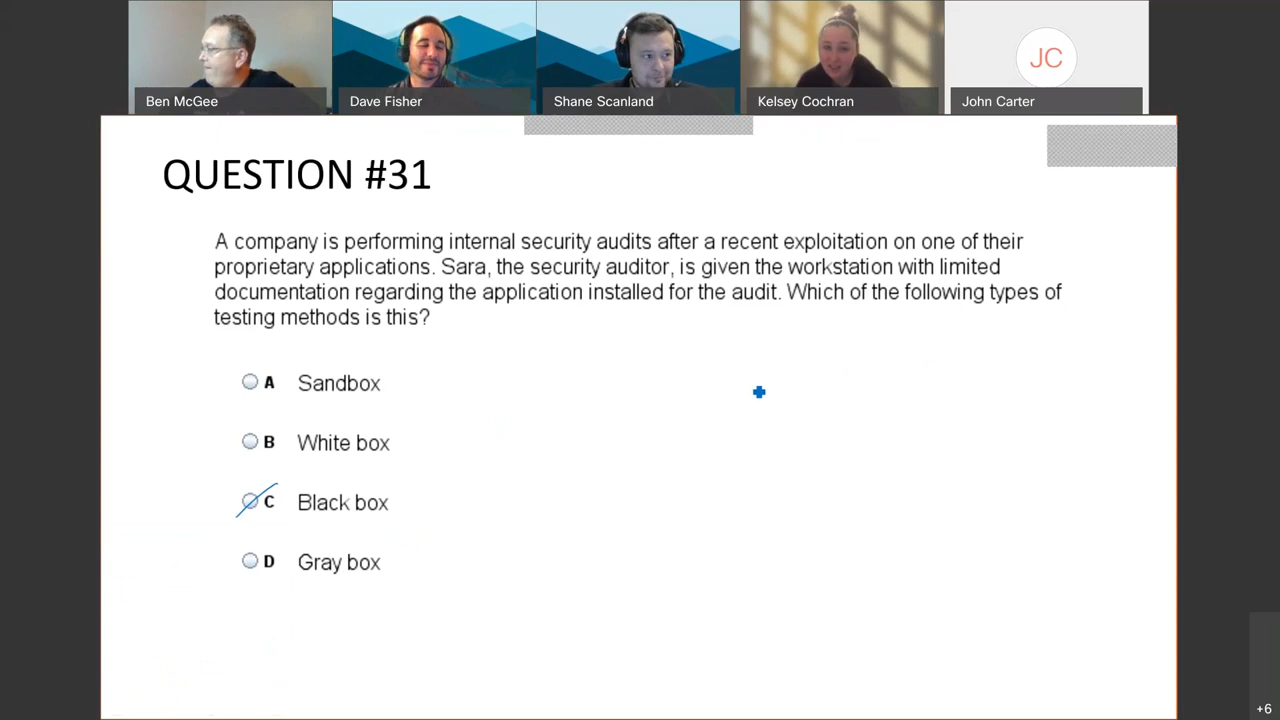 Ben McGee
Dave Fisher
Shane Scanland
Kelsey Cochran
JC
John Carter
QUESTION #31
A company is performing internal security audits after a recent exploitation on one of their
proprietary applications. Sara, the security auditor, is given the workstation with limited
documentation regarding the application installed for the audit. Which of the following types of
testing methods is this?
A Sandbox
B White box
C Black box
D Gray box
+6